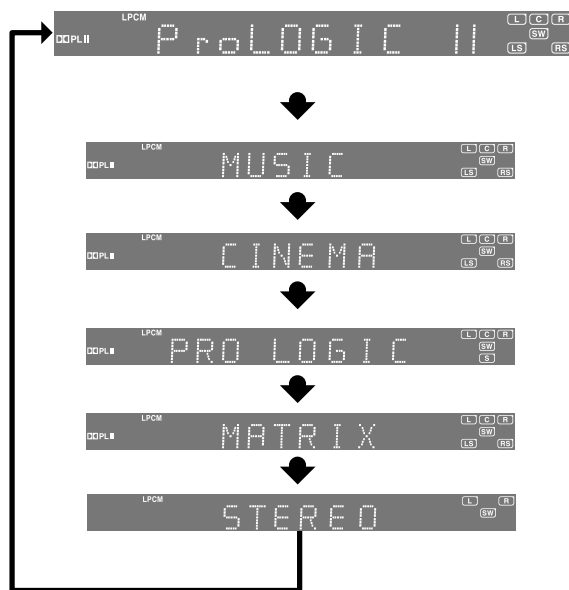 LPCM
L C R
▯▯PL II ProLOGIC II SW
LS RS
LPCM
L C R
▯▯PL II MUSIC SW
LS RS
LPCM
L C R
▯▯PL II CINEMA SW
LS RS
LPCM
L C R
▯▯PL II PRO LOGIC SW
S
LPCM
L C R
▯▯PL II MATRIX SW
LS RS
LPCM
L R
STEREO SW